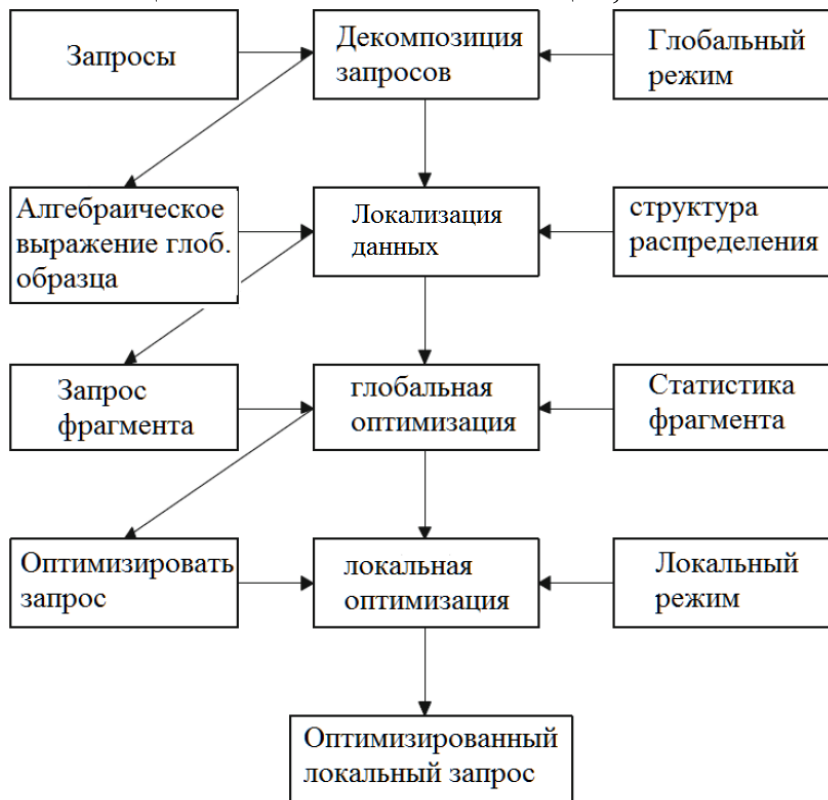 Запросы
Декомпозиция
запросов
Глобальный
режим
Алгебраическое
выражение глоб.
образца
Локализация
данных
структура
распределения
Запрос
фрагмента
глобальная
оптимизация
Статистика
фрагмента
Оптимизировать
запрос
локальная
оптимизация
Локальный
режим
Оптимизированный
локальный запрос